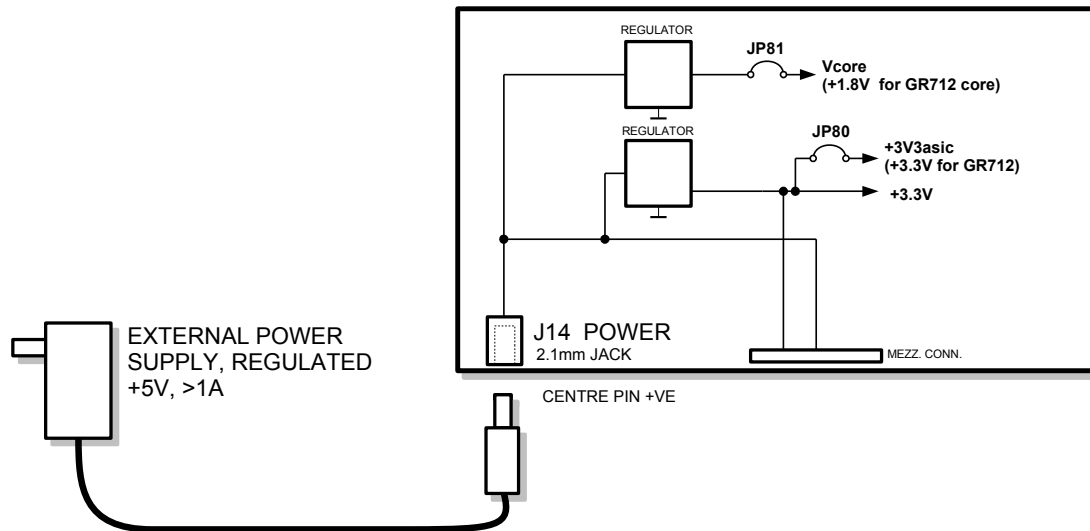 REGULATOR
JP81
Vcore
(+1.8V for GR712 core)
REGULATOR
JP80
+3V3asic
(+3.3V for GR712)
+3.3V
EXTERNAL POWER
SUPPLY, REGULATED
+5V, >1A
J14 POWER
2.1mm JACK
MEZZ. CONN.
CENTRE PIN +VE